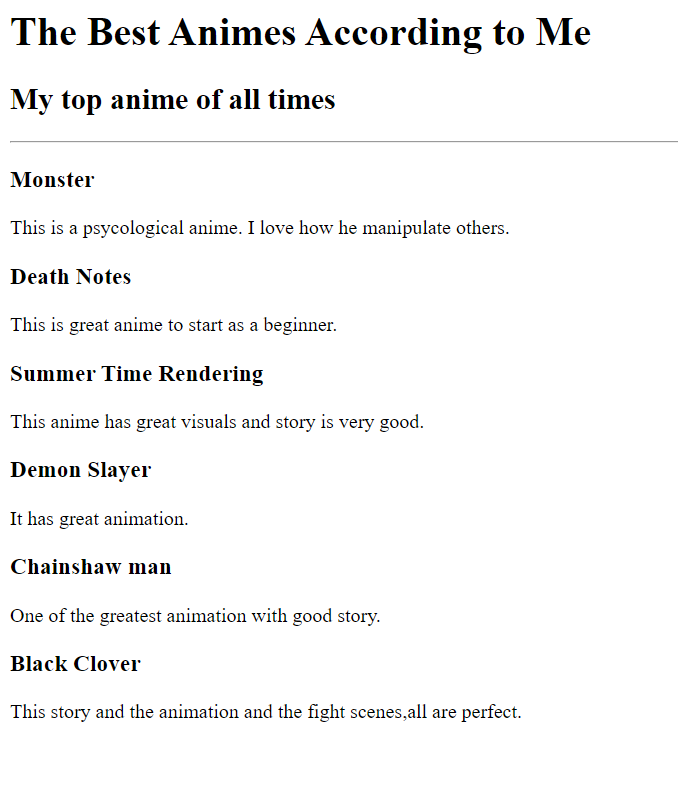 The Best Animes According to Me
My top anime of all times
Monster
This is a psycological anime. I love how he manipulate others.
Death Notes
This is great anime to start as a beginner.
Summer Time Rendering
This anime has great visuals and story is very good.
Demon Slayer
It has great animation.
Chainshaw man
One of the greatest animation with good story.
Black Clover
This story and the animation and the fight scenes,all are perfect.